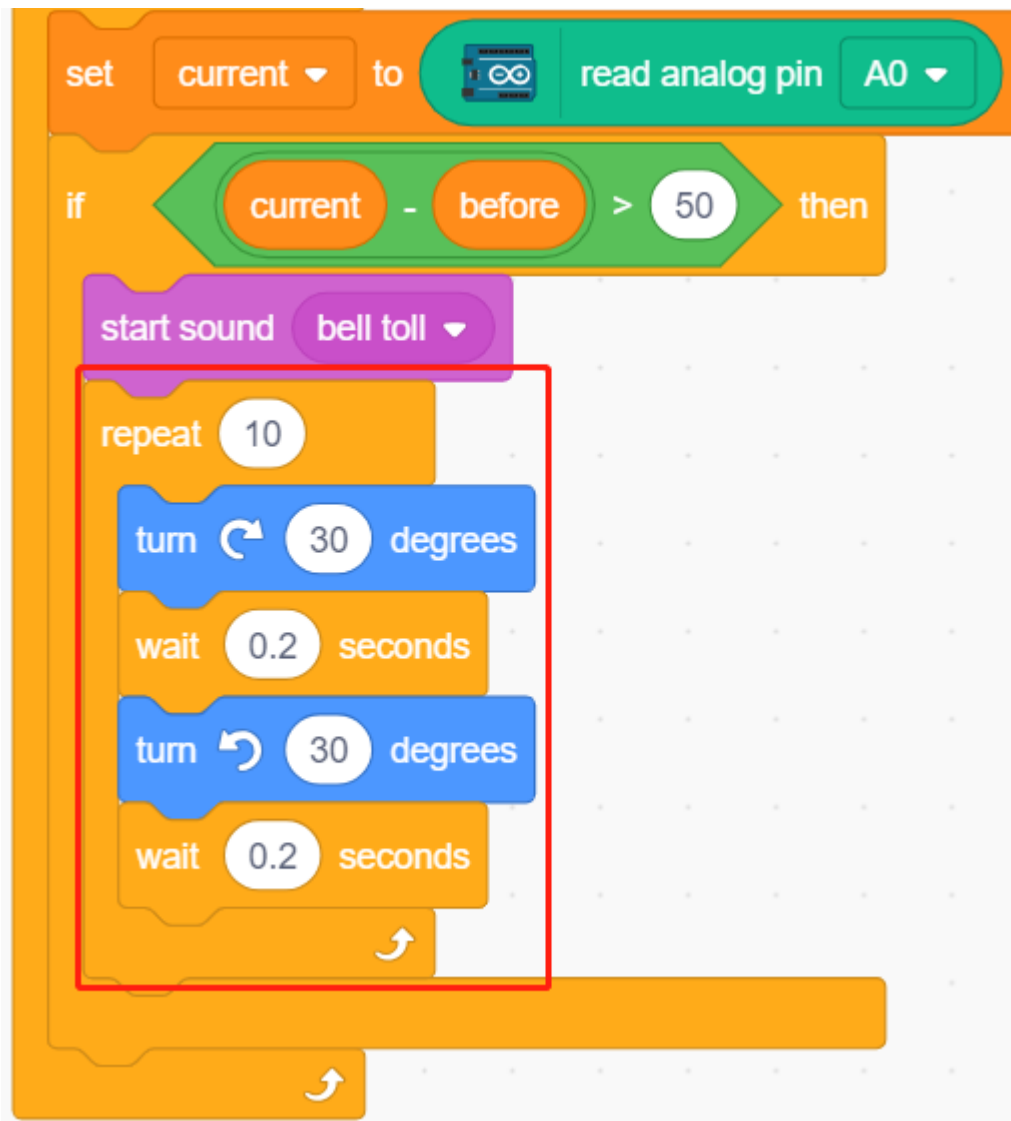 set current to read analog pin A0
if current - before > 50 then
start sound bell toll
repeat 10
turn 30 degrees
wait 0.2 seconds
turn 30 degrees
wait 0.2 seconds